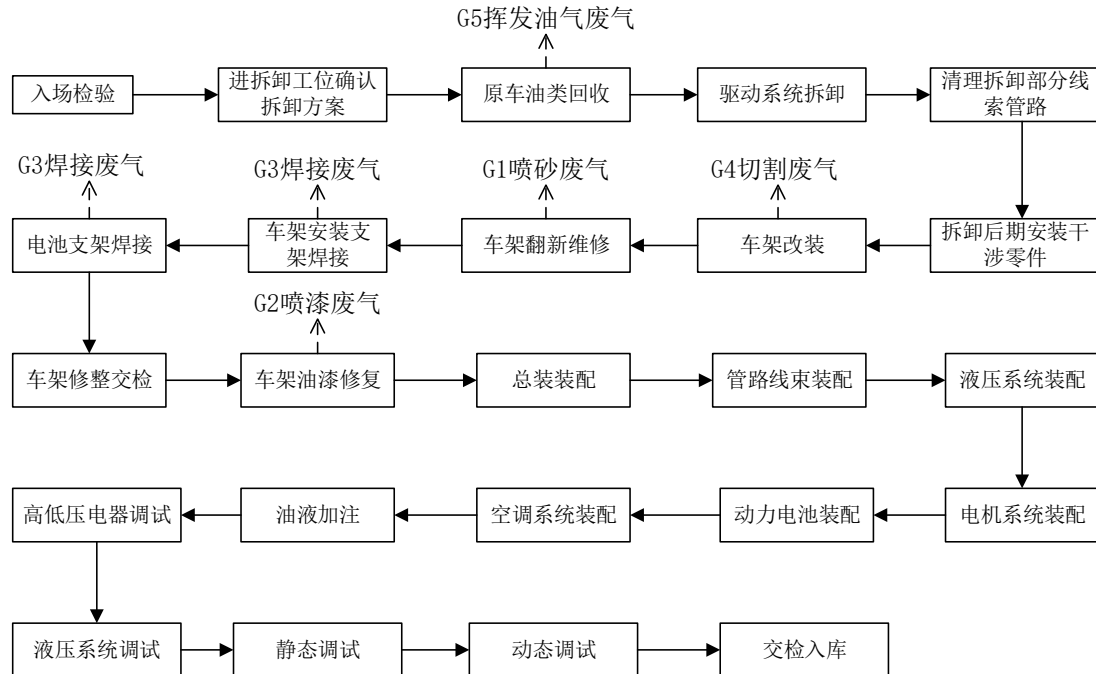 G5挥发油气废气
入场检验
进拆卸工位确认
拆卸方案
原车油类回收
驱动系统拆卸
清理拆卸部分线
索管路
G3焊接废气
G3焊接废气
G1喷砂废气
G4切割废气
电池支架焊接
车架安装支
架焊接
车架翻新维修
车架改装
拆卸后期安装干
涉零件
G2喷漆废气
车架修整交检
车架油漆修复
总装装配
管路线束装配
液压系统装配
高低压电器调试
油液加注
空调系统装配
动力电池装配
电机系统装配
液压系统调试
静态调试
动态调试
交检入库